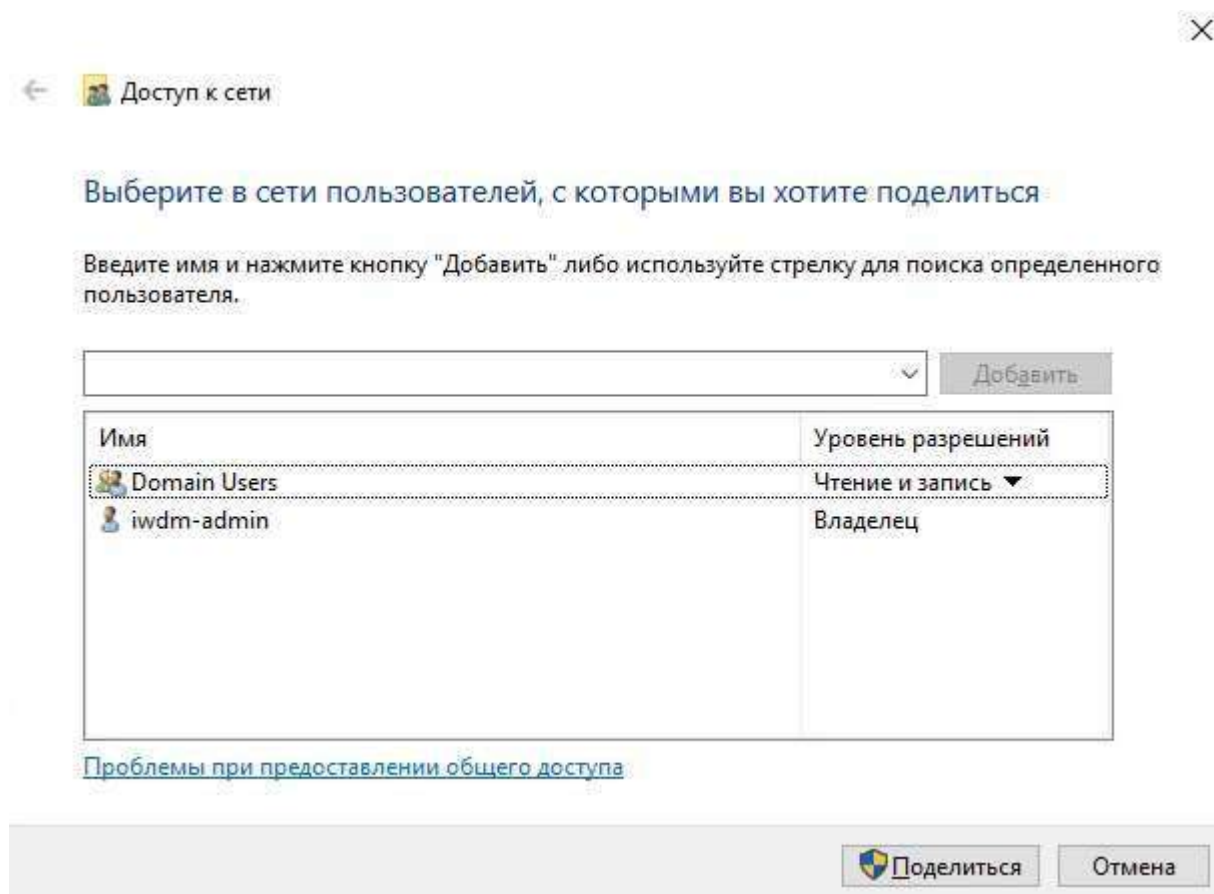 Доступ к сети
Выберите в сети пользователей, с которыми вы хотите поделиться
Введите имя и нажмите кнопку "Добавить" либо используйте стрелку для поиска определенного
пользователя.
Добавить
Имя Уровень разрешений
Domain Users Чтение и запись
iwdm-admin Владелец
Проблемы при предоставлении общего доступа
Поделиться Отмена